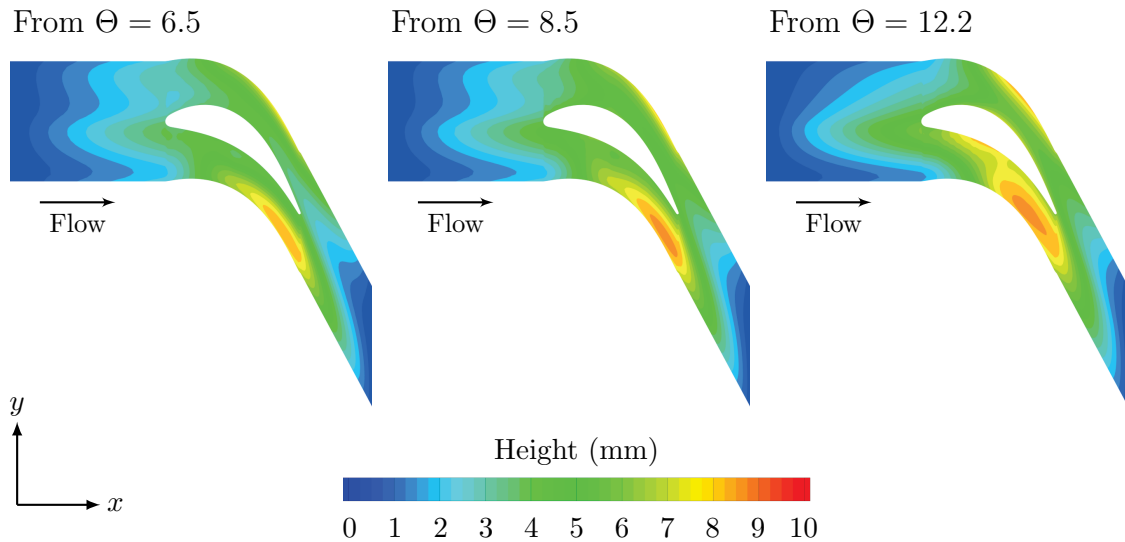 From Θ = 6.5
From Θ = 8.5
From Θ = 12.2
Flow
Flow
Flow
y
x
Height (mm)
0 1 2 3 4 5 6 7 8 9 10